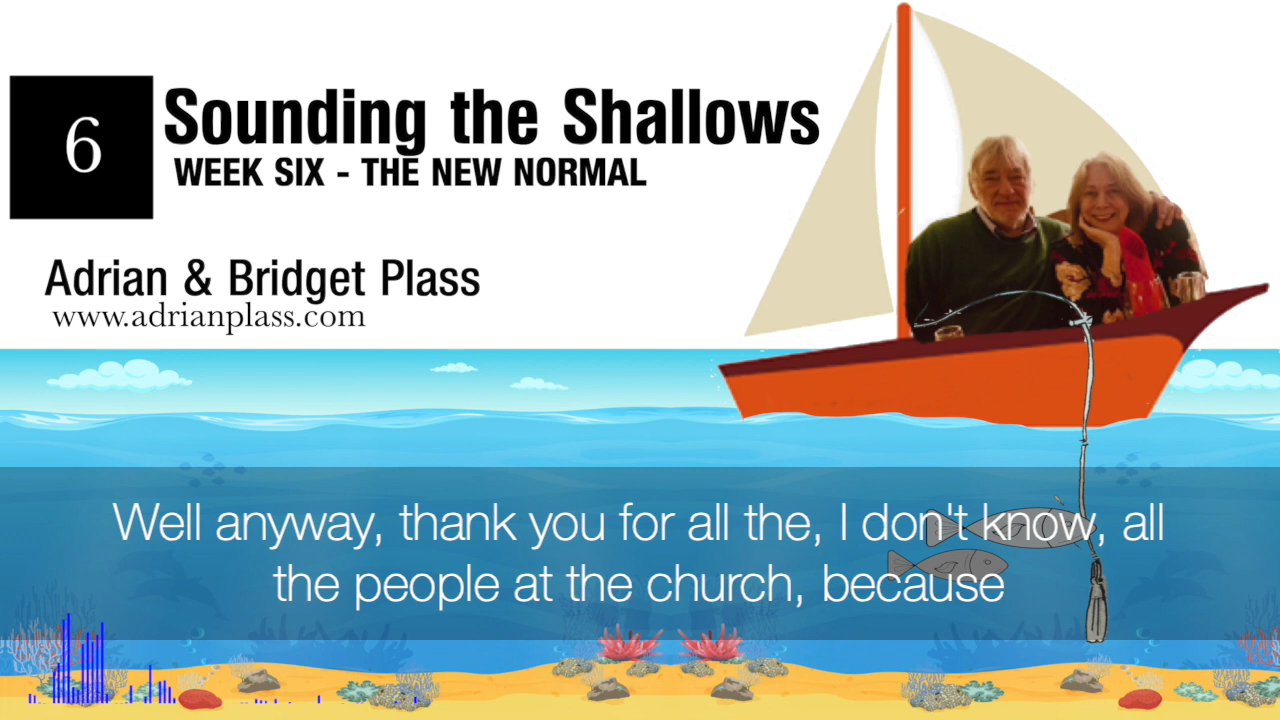 6
Sounding the Shallows
WEEK SIX - THE NEW NORMAL
Adrian & Bridget Plass
www.adrianplass.com
Well anyway, thank you for all the, I don't know, all
the people at the church, because